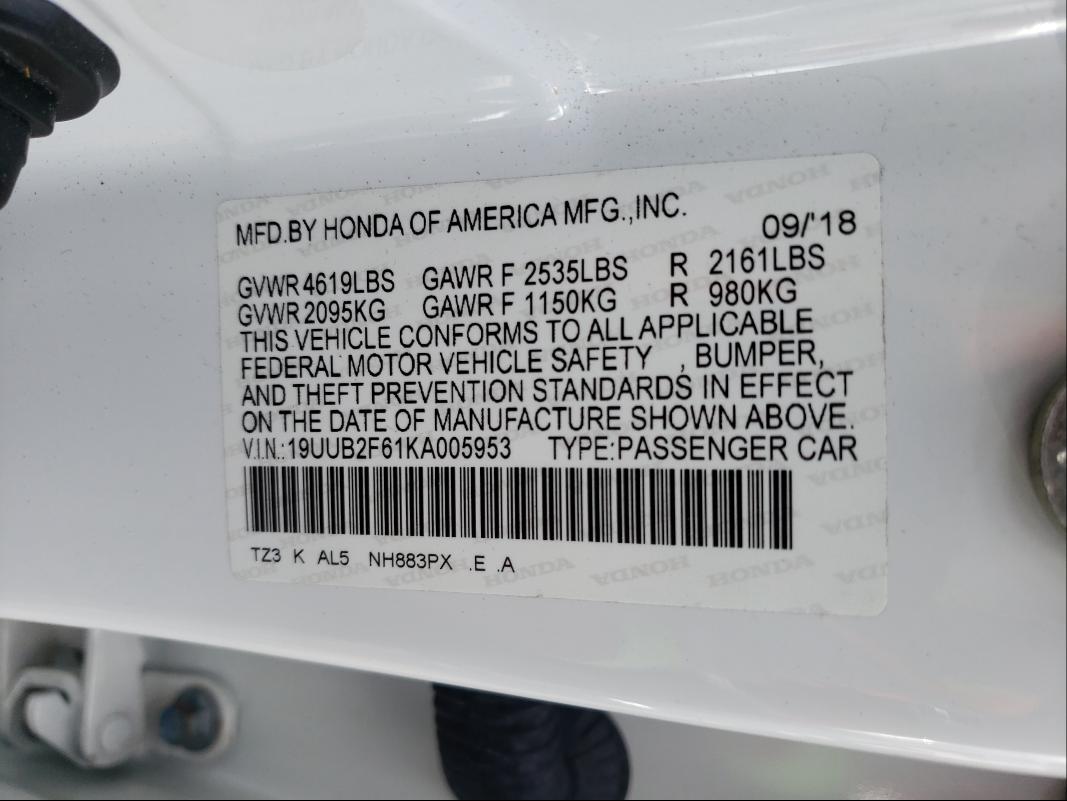 MFD.BY HONDA OF AMERICA MFG.,INC. 09/'18
GVWR 4619LBS GAWR F 2535LBS R 2161LBS
GVWR 2095KG GAWR F 1150KG R 980KG
THIS VEHICLE CONFORMS TO ALL APPLICABLE
FEDERAL MOTOR VEHICLE SAFETY , BUMPER,
AND THEFT PREVENTION STANDARDS IN EFFECT
ON THE DATE OF MANUFACTURE SHOWN ABOVE.
V.I.N.:19UUB2F61KA005953 TYPE:PASSENGER CAR
TZ3 K AL5 NH883PX .E .A